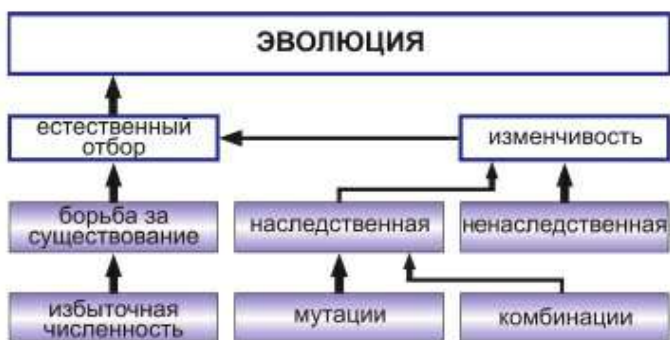 ЭВОЛЮЦИЯ
естественный
отбор
изменчивость
борьба за
существование
наследственная
ненаследственная
избыточная
численность
мутации
комбинации